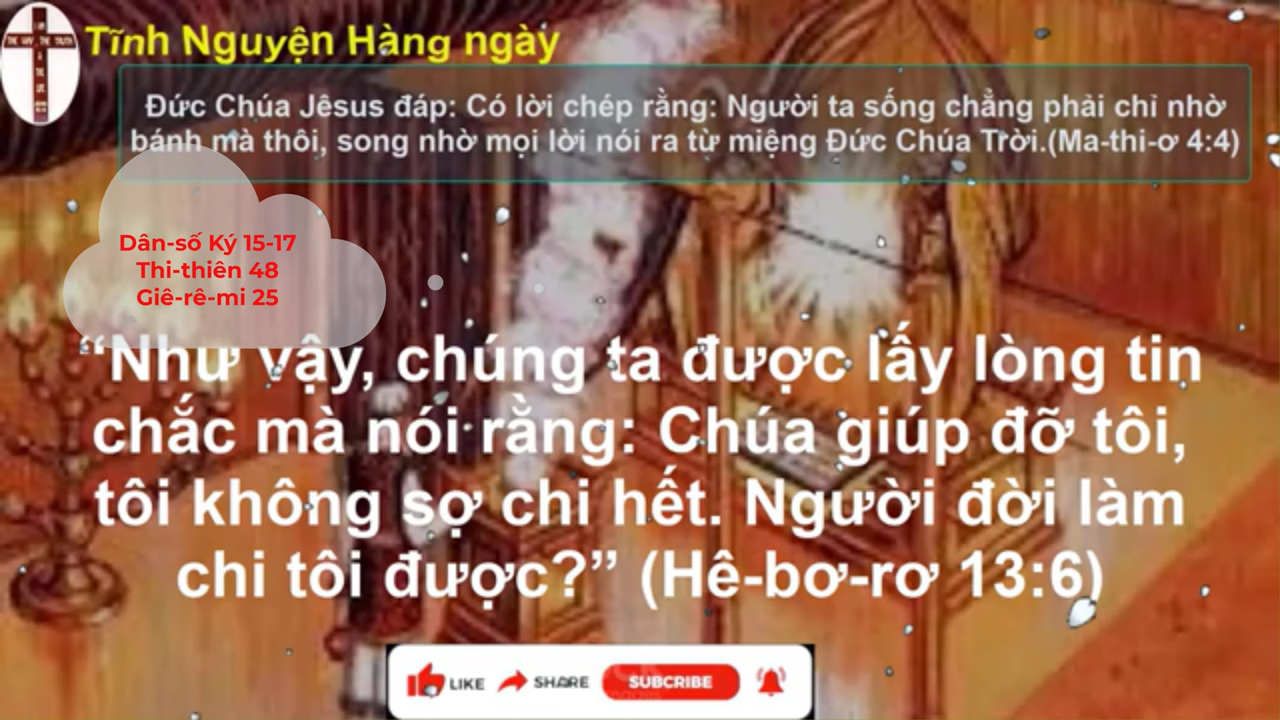 THE WAY THE TRUTH
Tĩnh Nguyện Hàng ngày
Đức Chúa Jêsus đáp: Có lời chép rằng: Người ta sống chẳng phải chỉ nhờ
bánh mà thôi, song nhờ mọi lời nói ra từ miệng Đức Chúa Trời.(Ma-thi-ơ 4:4)
Dân-số Ký 15-17
Thi-thiên 48
Giê-rê-mi 25
“Như vậy, chúng ta được lấy lòng tin
chắc mà nói rằng: Chúa giúp đỡ tôi,
tôi không sợ chi hết. Người đời làm
chi tôi được?” (Hê-bơ-rơ 13:6)
LIKE SHARE SUBCRIBE